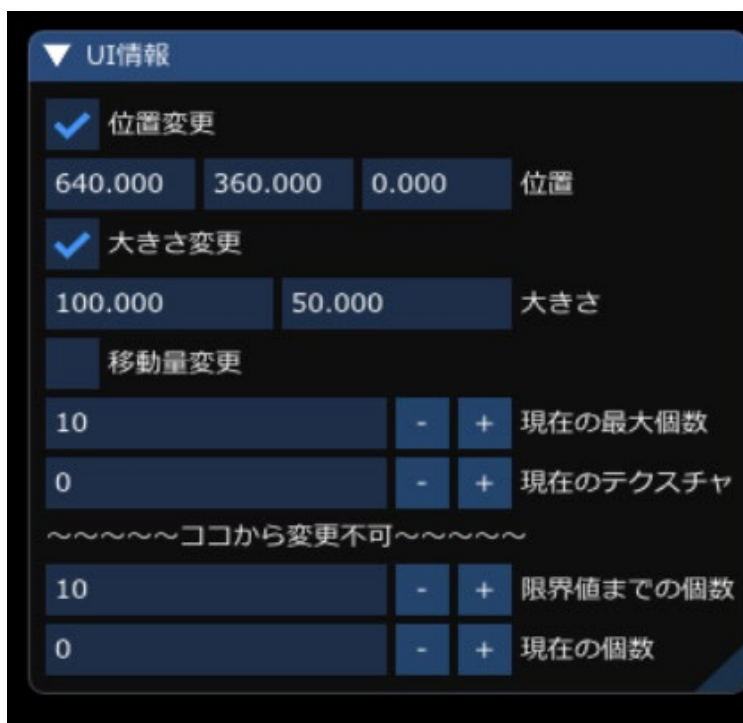 ▼ UI情報
位置変更
640.000 360.000 0.000 位置
大きさ変更
100.000 50.000 大きさ
移動量変更
10 - + 現在の最大個数
0 - + 現在のテクスチャ
～～～～～ココから変更不可～～～～～
10 - + 限界値までの個数
0 - + 現在の個数